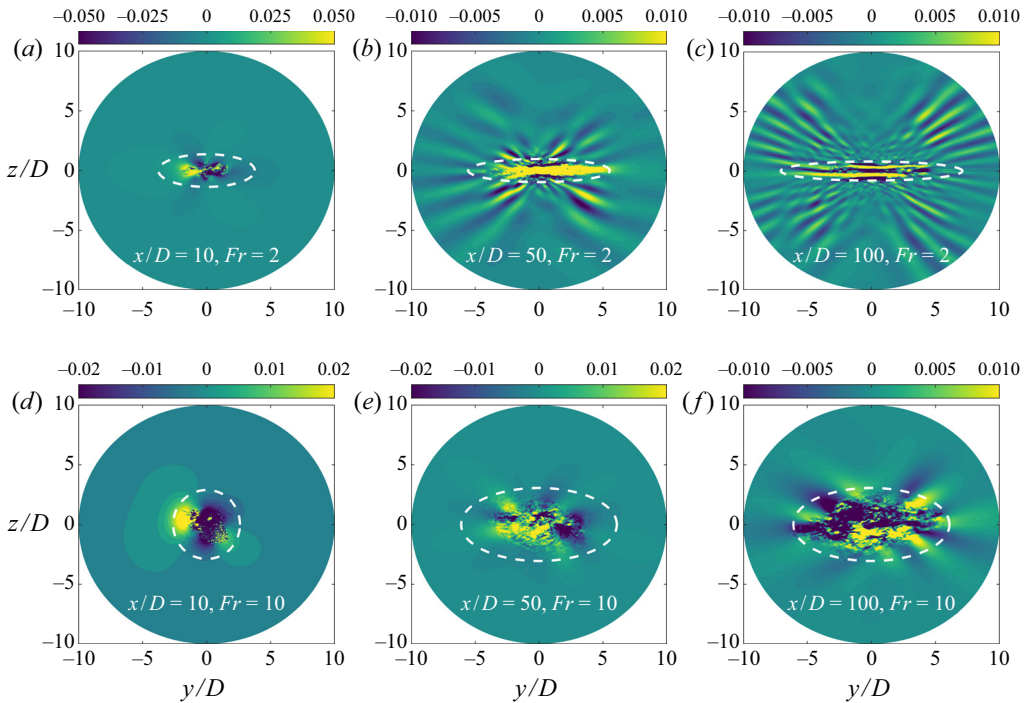 −0.050 −0.025 0 0.025 0.050
−0.010 −0.005 0 0.005 0.010
−0.010 −0.005 0 0.005 0.010
(a)
(b)
(c)
10
5
0
−5
−10
z/D
x/D = 10, Fr = 2
−10 −5 0 5 10
10
5
0
−5
−10
x/D = 50, Fr = 2
−10 −5 0 5 10
10
5
0
−5
−10
x/D = 100, Fr = 2
−10 −5 0 5 10
−0.02 −0.01 0 0.01 0.02
−0.02 −0.01 0 0.01 0.02
−0.010 −0.005 0 0.005 0.010
(d)
(e)
(f)
10
5
0
−5
−10
z/D
x/D = 10, Fr = 10
−10 −5 0 5 10
y/D
10
5
0
−5
−10
x/D = 50, Fr = 10
−10 −5 0 5 10
y/D
10
5
0
−5
−10
x/D = 100, Fr = 10
−10 −5 0 5 10
y/D